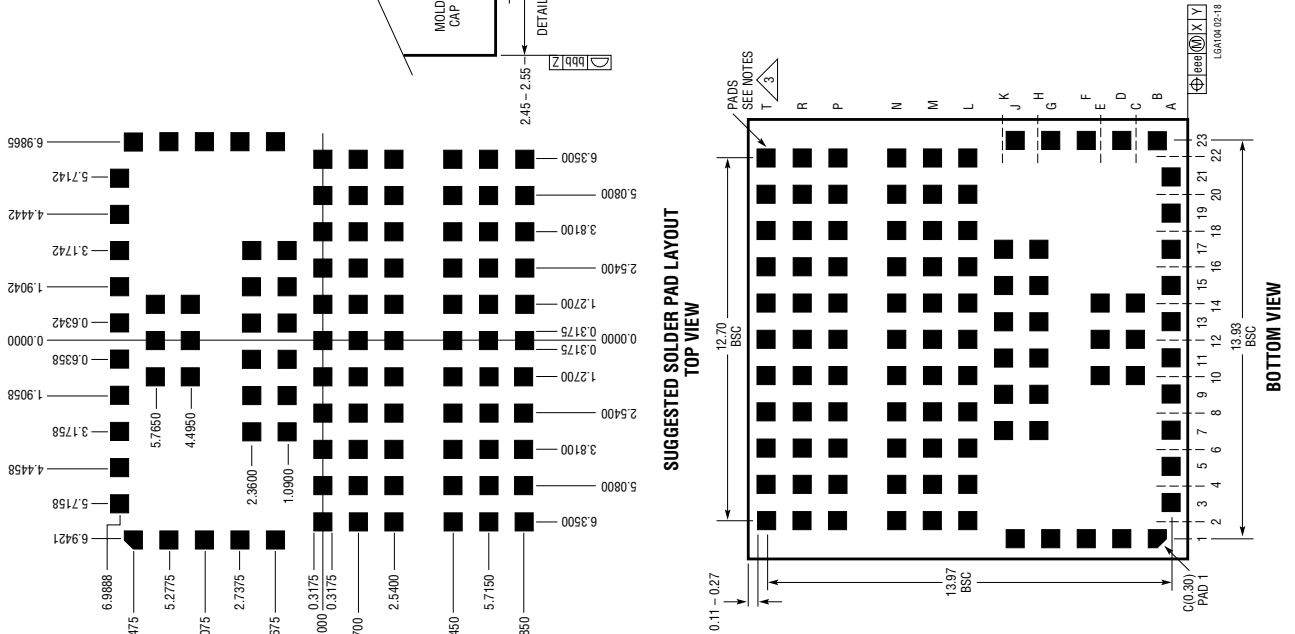 MOLD
CAP
DETAIL
bbb Z
2.45 – 2.55
6.9865
5.7142
4.4442
3.1742
1.9042
0.6342
0.0000
0.6358
1.9058
3.1758
4.4458
5.7158
6.9421
6.3500
5.0800
3.8100
2.5400
1.2700
0.3175
0.0000
0.3175
1.2700
2.5400
3.8100
5.0800
6.3500
5.7650
4.4950
2.3600
1.0900
6.9888
475
5.2775
075
2.7375
675
0.3175
000
0.3175
700
2.5400
450
5.7150
850
SUGGESTED SOLDER PAD LAYOUT
TOP VIEW
PADS
SEE NOTES
3
T
R
P
N
M
L
K
J
H
G
F
E
D
C
B
A
eee M X Y
LGA104 02-18
12.70
BSC
23
22
21
20
19
18
17
16
15
14
13
12
11
10
9
8
7
6
5
4
3
2
1
13.93
BSC
BOTTOM VIEW
0.11 – 0.27
13.97
BSC
C(0.30)
PAD 1